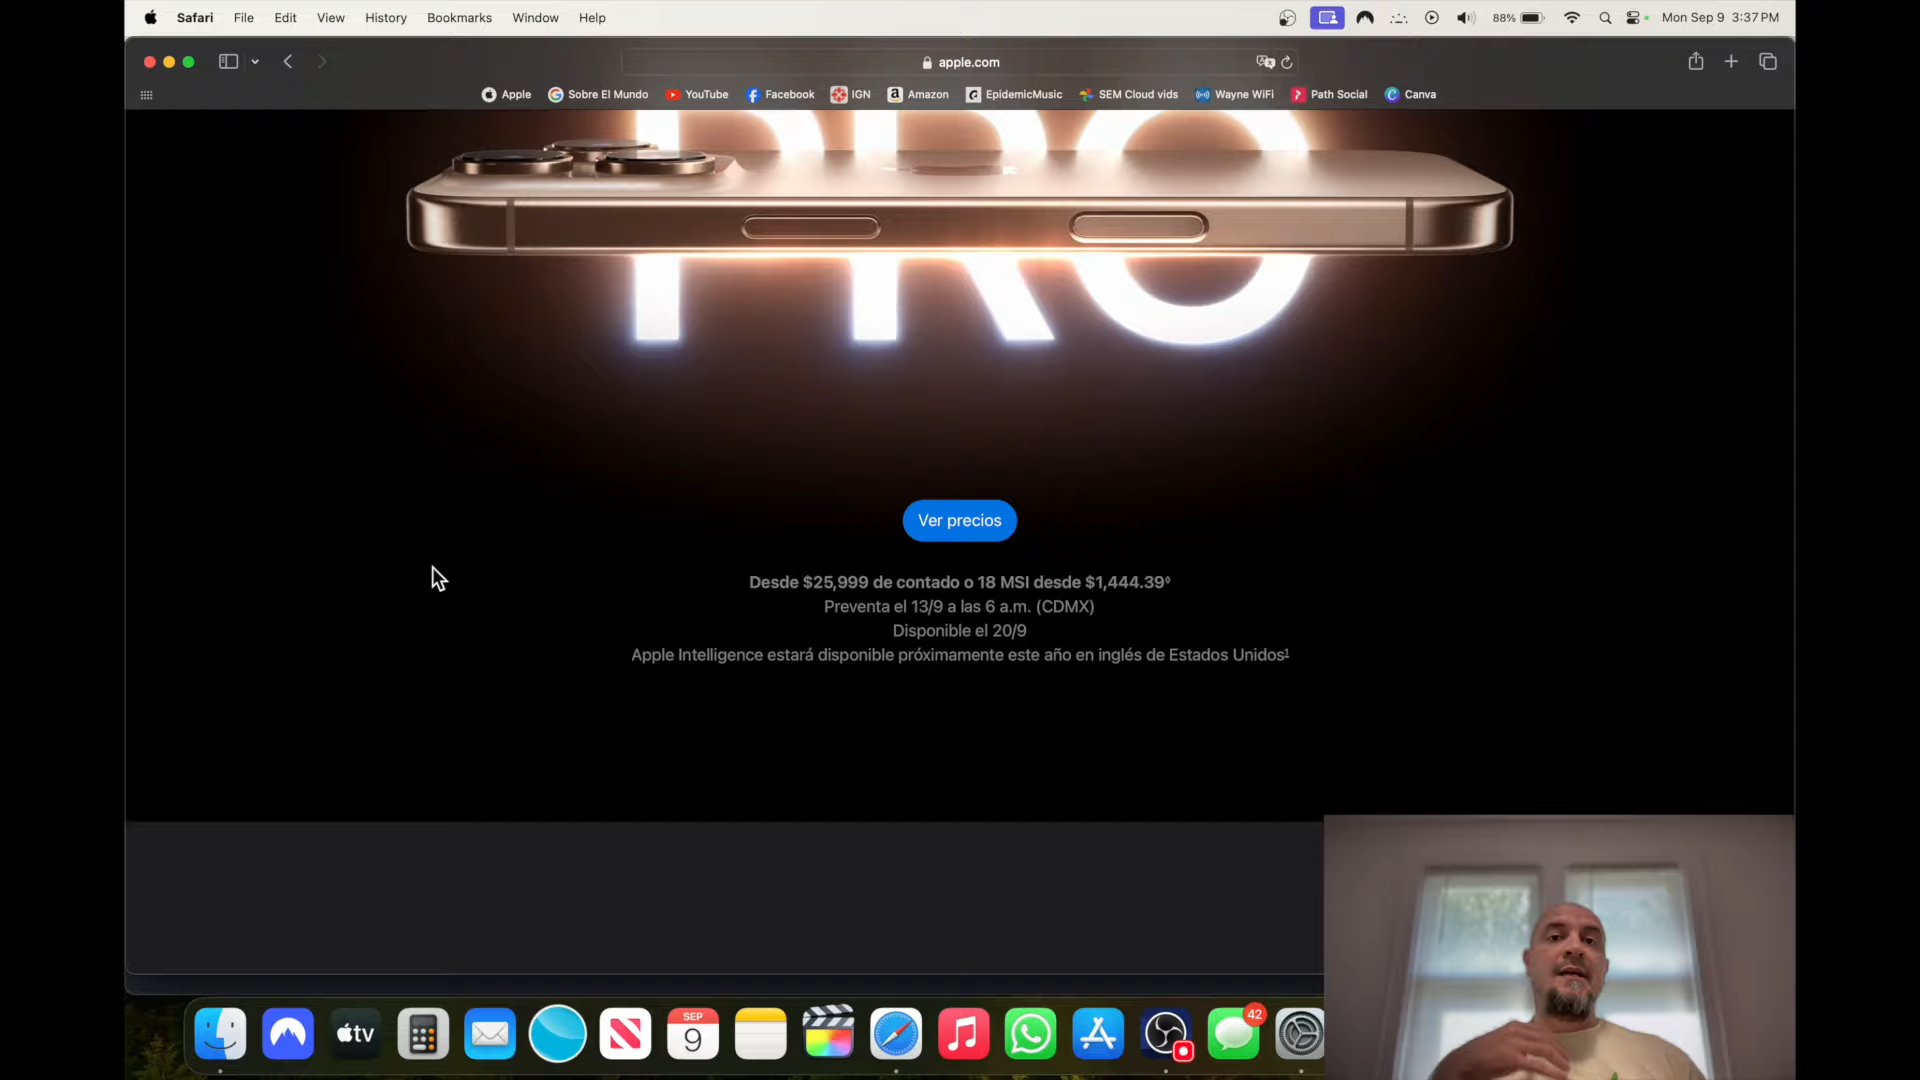 Safari File Edit View History Bookmarks Window Help 88% Mon Sep 9 3:37 PM
apple.com
Apple Sobre El Mundo YouTube Facebook IGN Amazon EpidemicMusic SEM Cloud vids Wayne WiFi Path Social Canva
PRO
Ver precios
Desde $25,999 de contado o 18 MSI desde $1,444.39◊
Preventa el 13/9 a las 6 a.m. (CDMX)
Disponible el 20/9
Apple Intelligence estará disponible próximamente este año en inglés de Estados Unidos¹
tv SEP 42
9